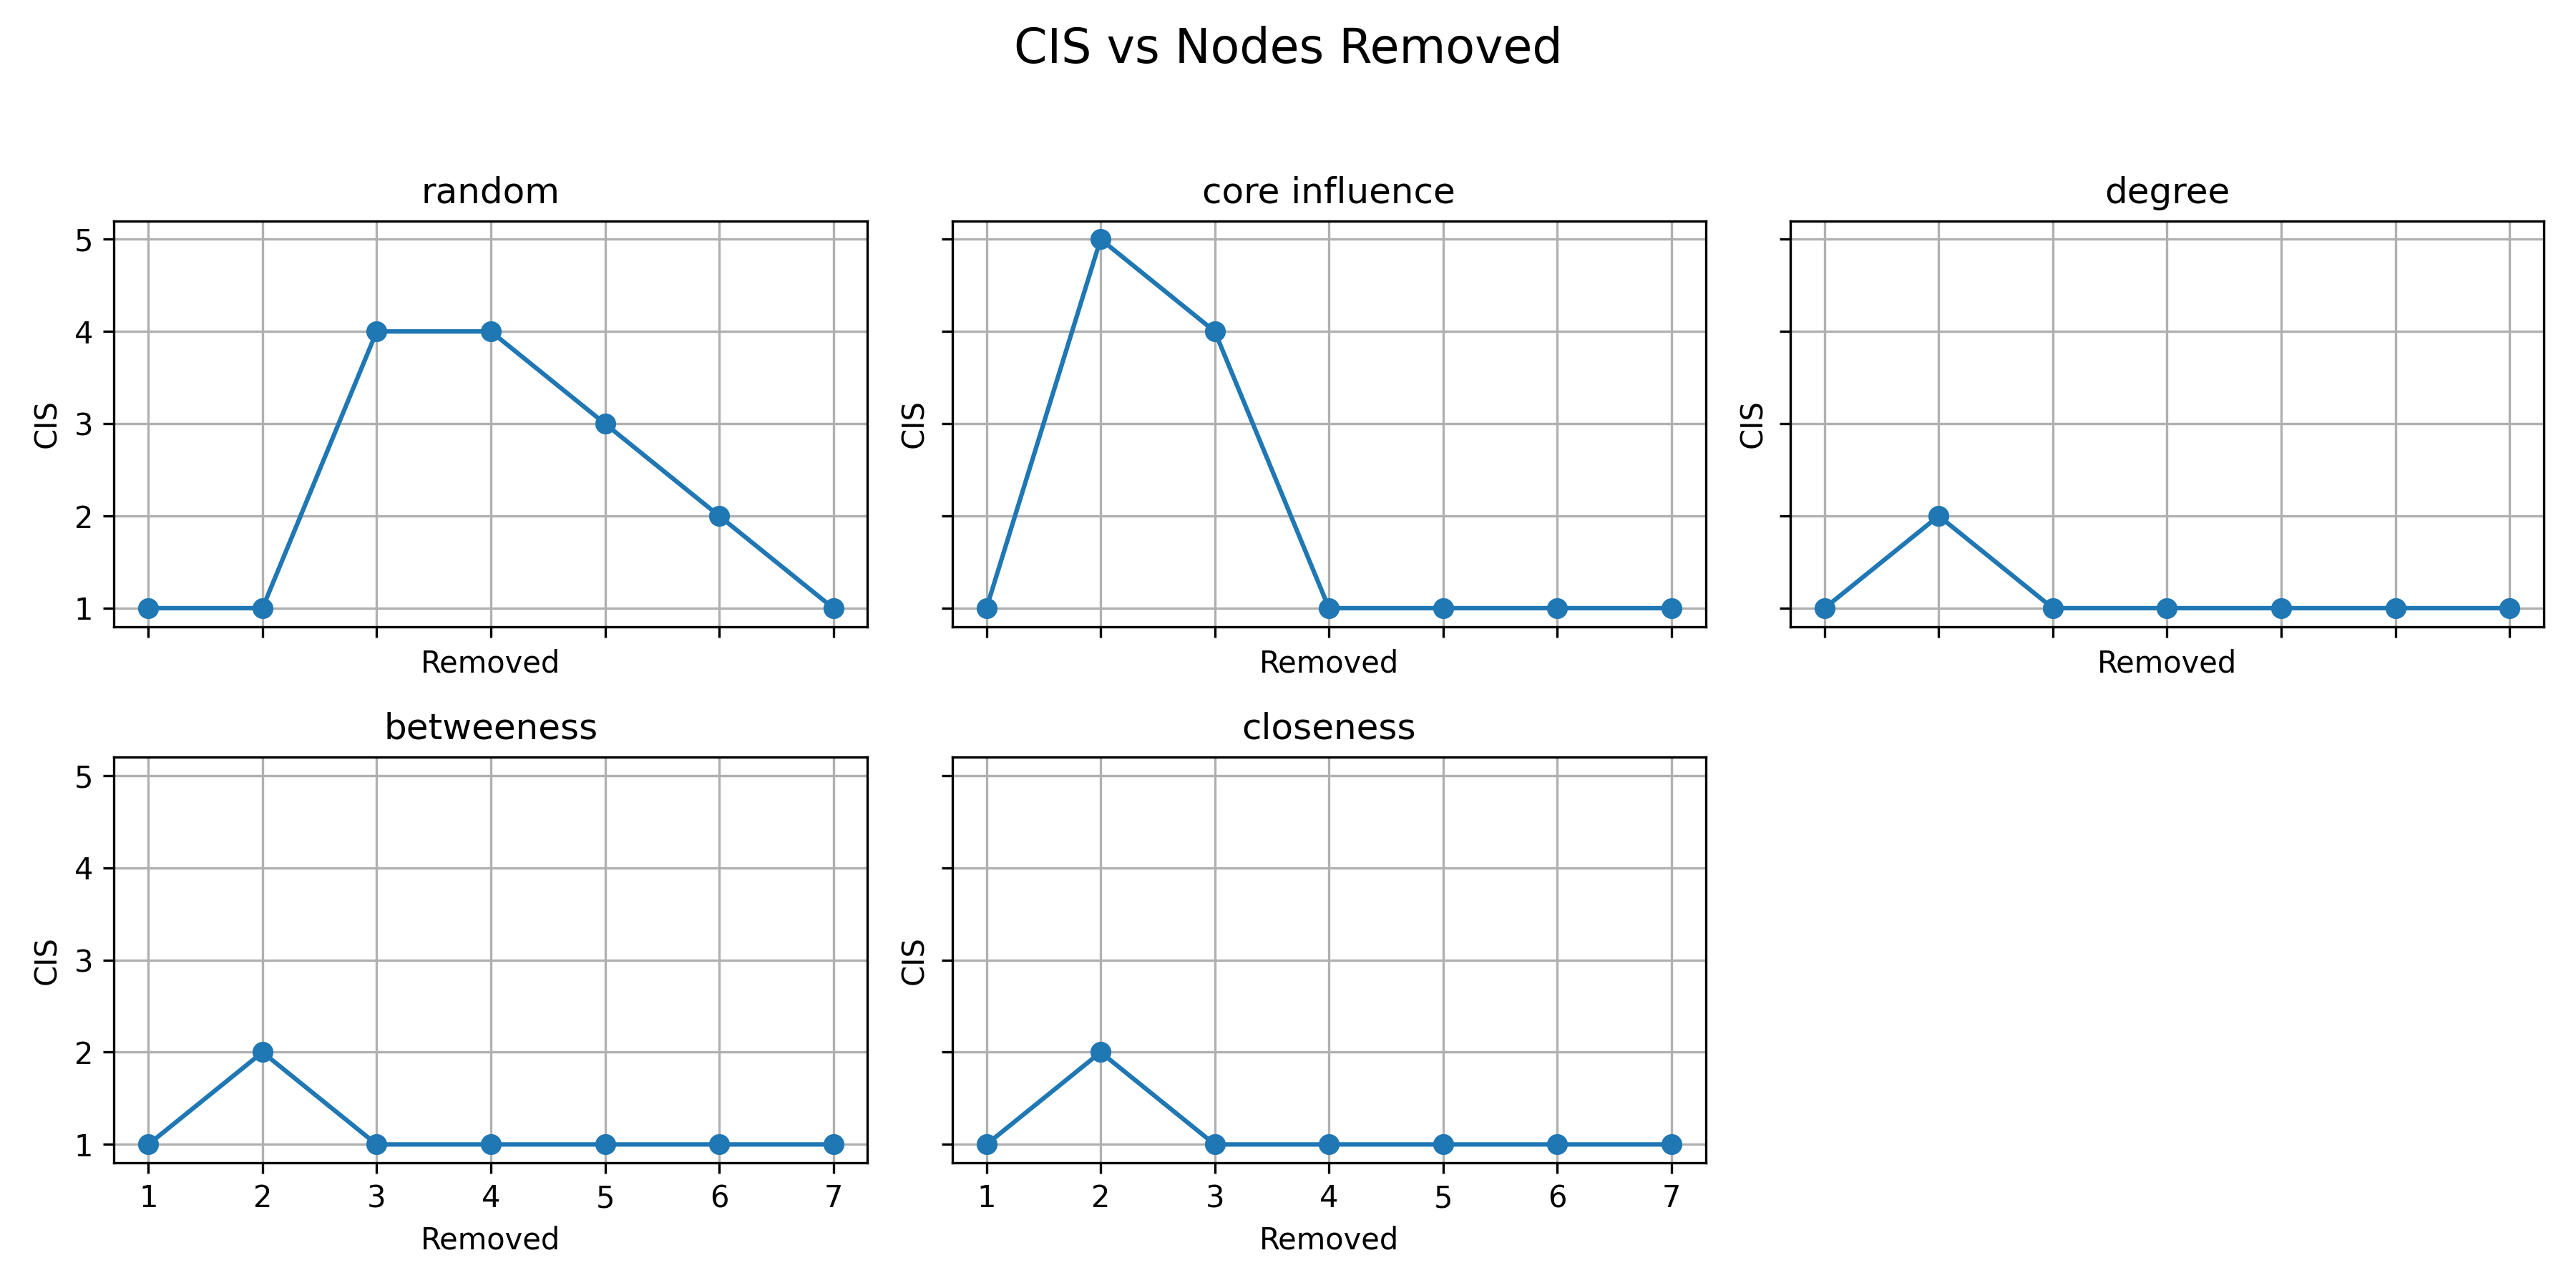 CIS vs Nodes Removed
random
core influence
degree
5
4
3
2
1
CIS
CIS
CIS
Removed
Removed
Removed
betweeness
closeness
5
4
3
2
1
CIS
CIS
1 2 3 4 5 6 7
1 2 3 4 5 6 7
Removed
Removed